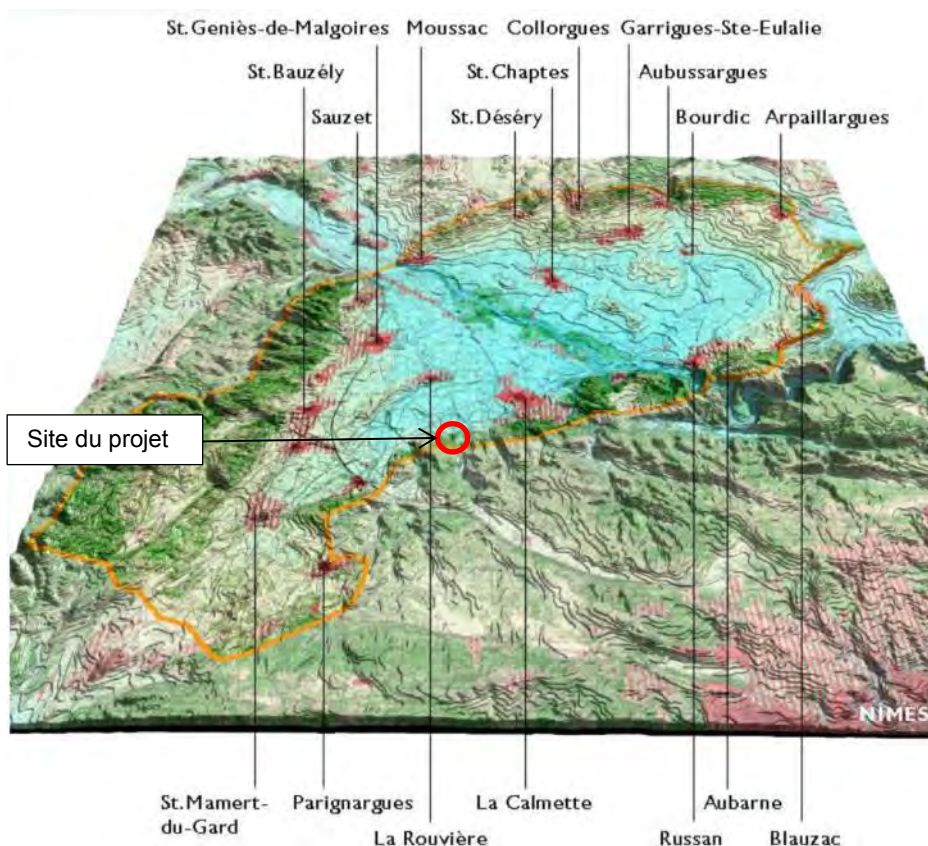 St.Geniès-de-Malgoires Moussac Collorgues Garrigues-Ste-Eulalie
St.Bauzély St.Chaptes Aubussargues
Sauzet St.Déséry Bourdic Arpaillargues
Site du projet
NÎMES
St.Mamert-
du-Gard
Parignargues La Calmette Aubarne
La Rouvière Russan Blauzac